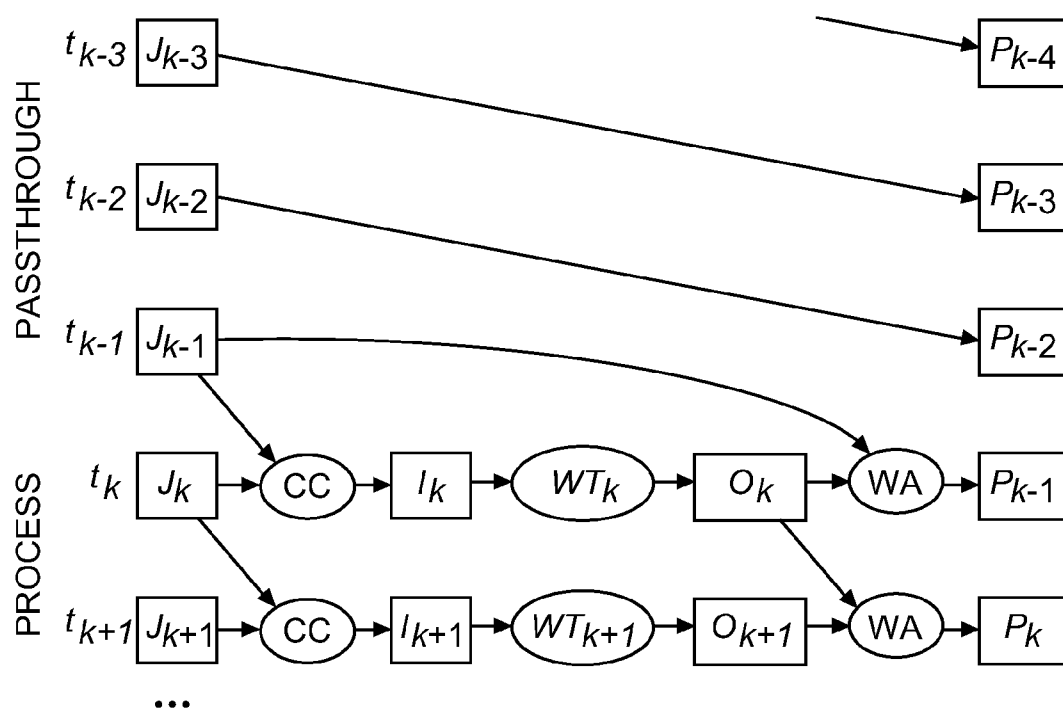 PASSTHROUGH
t k-3 J k-3 P k-4
t k-2 J k-2 P k-3
t k-1 J k-1 P k-2
PROCESS
t k J k CC I k WT k O k WA P k-1
t k+1 J k+1 CC I k+1 WT k+1 O k+1 WA P k
...